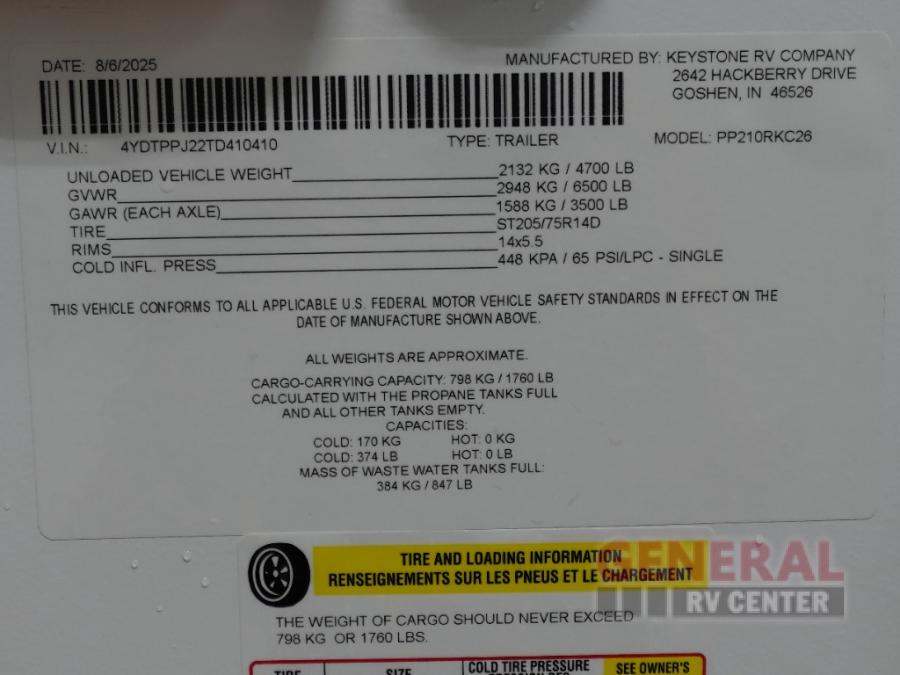 DATE: 8/6/2025
MANUFACTURED BY: KEYSTONE RV COMPANY
2642 HACKBERRY DRIVE
GOSHEN, IN 46526
V.I.N.: 4YDTPPJ22TD410410 TYPE: TRAILER MODEL: PP210RKC26
UNLOADED VEHICLE WEIGHT 2132 KG / 4700 LB
GVWR 2948 KG / 6500 LB
GAWR (EACH AXLE) 1588 KG / 3500 LB
TIRE ST205/75R14D
RIMS 14x5.5
COLD INFL. PRESS 448 KPA / 65 PSI/LPC - SINGLE
THIS VEHICLE CONFORMS TO ALL APPLICABLE U.S. FEDERAL MOTOR VEHICLE SAFETY STANDARDS IN EFFECT ON THE
DATE OF MANUFACTURE SHOWN ABOVE.
ALL WEIGHTS ARE APPROXIMATE.
CARGO-CARRYING CAPACITY: 798 KG / 1760 LB
CALCULATED WITH THE PROPANE TANKS FULL
AND ALL OTHER TANKS EMPTY.
CAPACITIES:
COLD: 170 KG HOT: 0 KG
COLD: 374 LB HOT: 0 LB
MASS OF WASTE WATER TANKS FULL:
384 KG / 847 LB
TIRE AND LOADING INFORMATION
RENSEIGNEMENTS SUR LES PNEUS ET LE CHARGEMENT
GENERAL
RV CENTER
THE WEIGHT OF CARGO SHOULD NEVER EXCEED
798 KG OR 1760 LBS.
TIRE SIZE COLD TIRE PRESSURE SEE OWNER'S